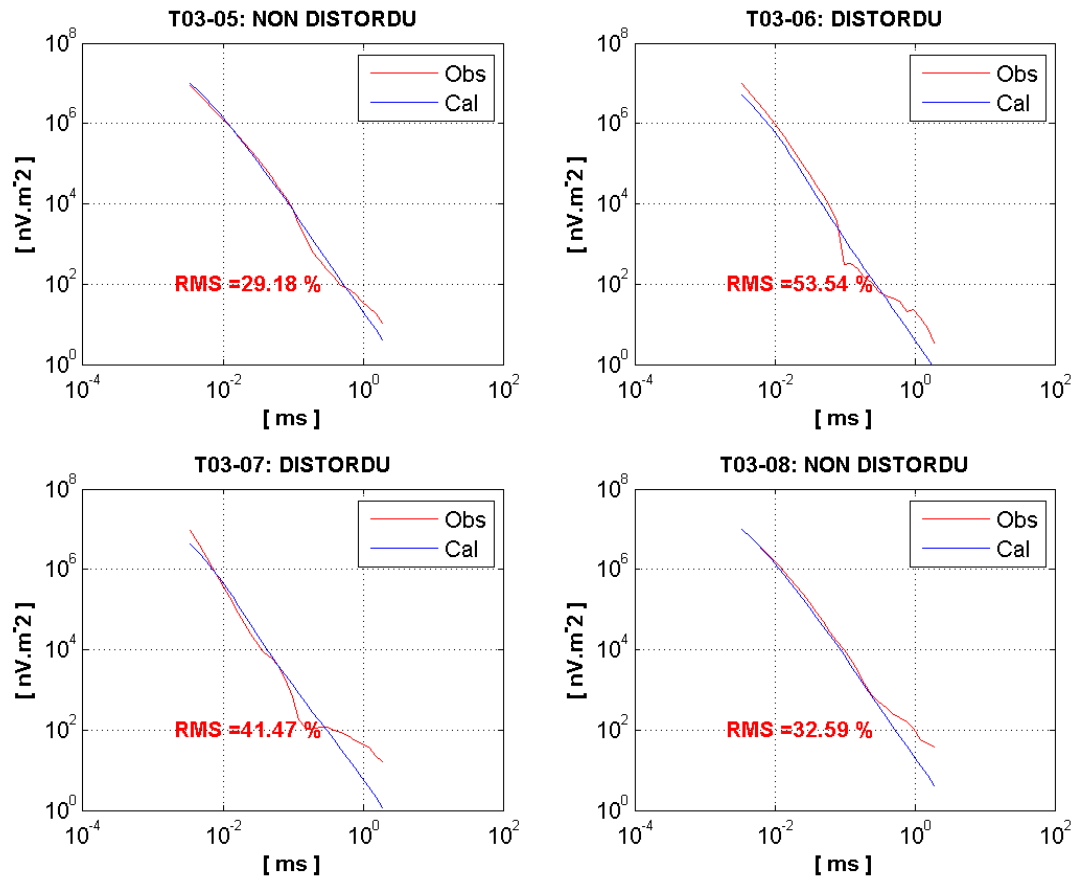 T03-05: NON DISTORDU
10^8
10^6
10^4
10^2
10^0
[ nV.m^-2 ]
Obs
Cal
RMS =29.18 %
10^-4
10^-2
10^0
10^2
[ ms ]
T03-06: DISTORDU
10^8
10^6
10^4
10^2
10^0
[ nV.m^-2 ]
Obs
Cal
RMS =53.54 %
10^-4
10^-2
10^0
10^2
[ ms ]
T03-07: DISTORDU
10^8
10^6
10^4
10^2
10^0
[ nV.m^-2 ]
Obs
Cal
RMS =41.47 %
10^-4
10^-2
10^0
10^2
[ ms ]
T03-08: NON DISTORDU
10^8
10^6
10^4
10^2
10^0
[ nV.m^-2 ]
Obs
Cal
RMS =32.59 %
10^-4
10^-2
10^0
10^2
[ ms ]